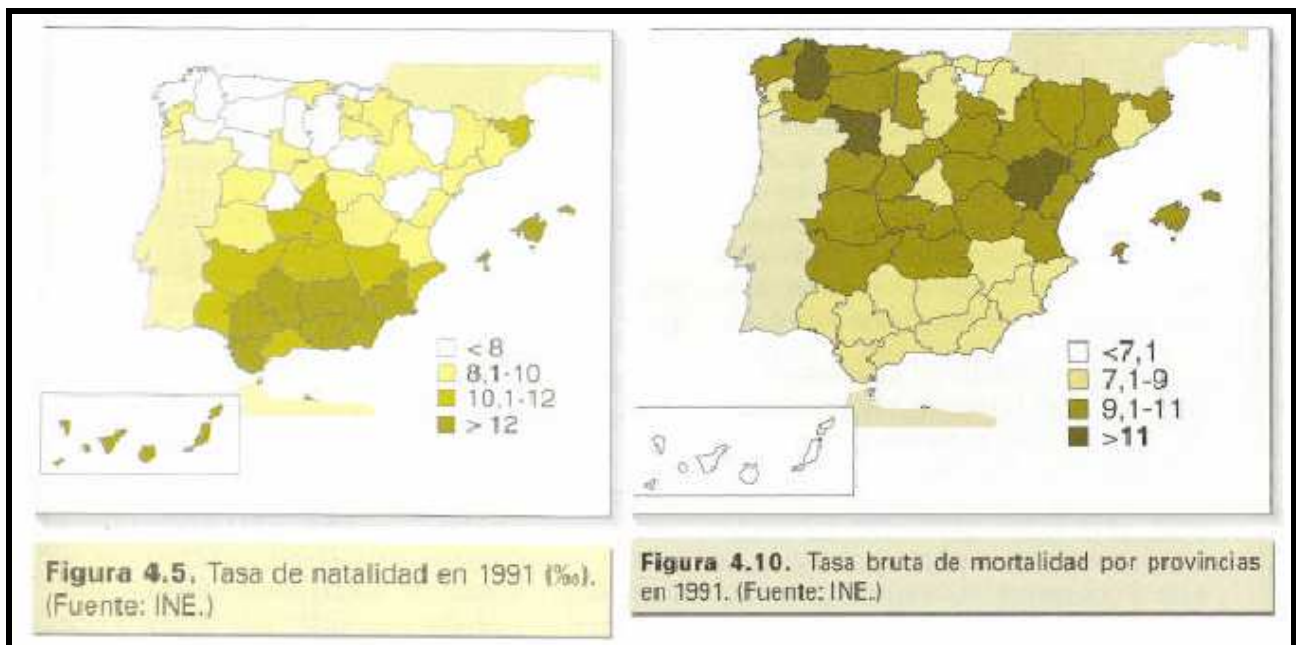 < 8
8,1-10
10,1-12
> 12
Figura 4.5. Tasa de natalidad en 1991 (‰).
(Fuente: INE.)
<7,1
7,1-9
9,1-11
>11
Figura 4.10. Tasa bruta de mortalidad por provincias
en 1991. (Fuente: INE.)